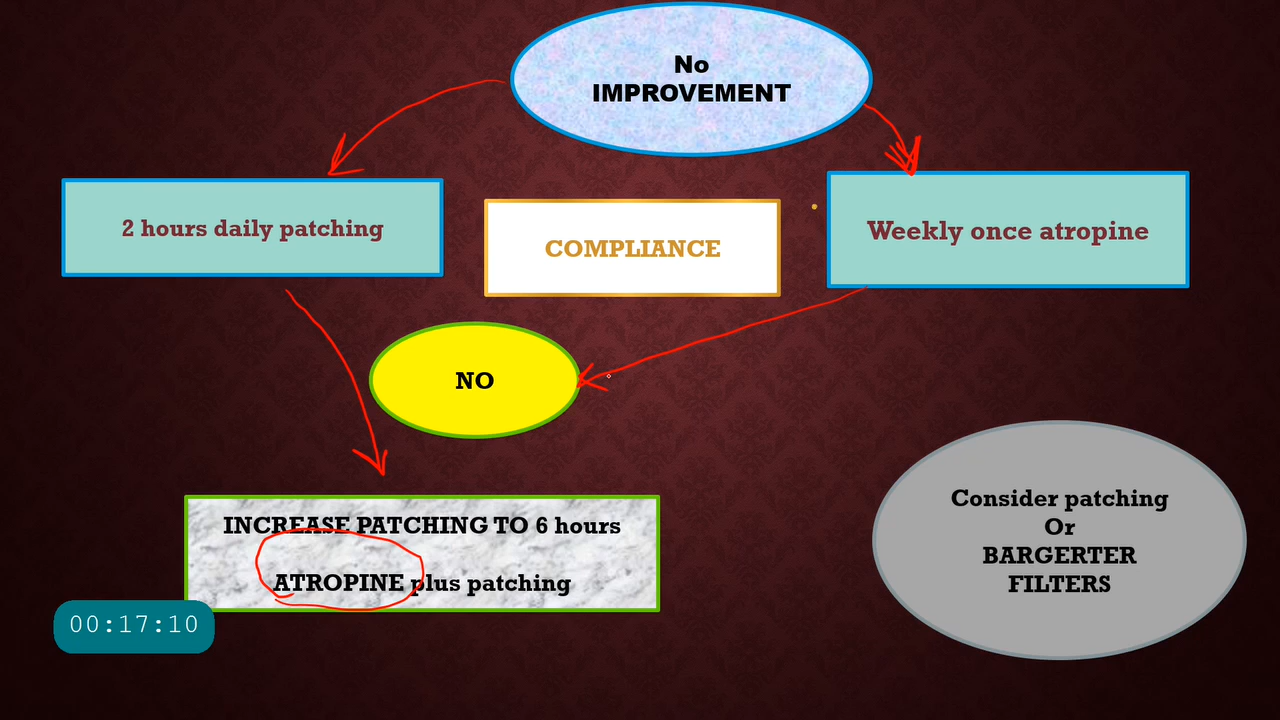 No
IMPROVEMENT
2 hours daily patching
COMPLIANCE
Weekly once atropine
NO
INCREASE PATCHING TO 6 hours
ATROPINE plus patching
Consider patching
Or
BARGERTER
FILTERS
00:17:10